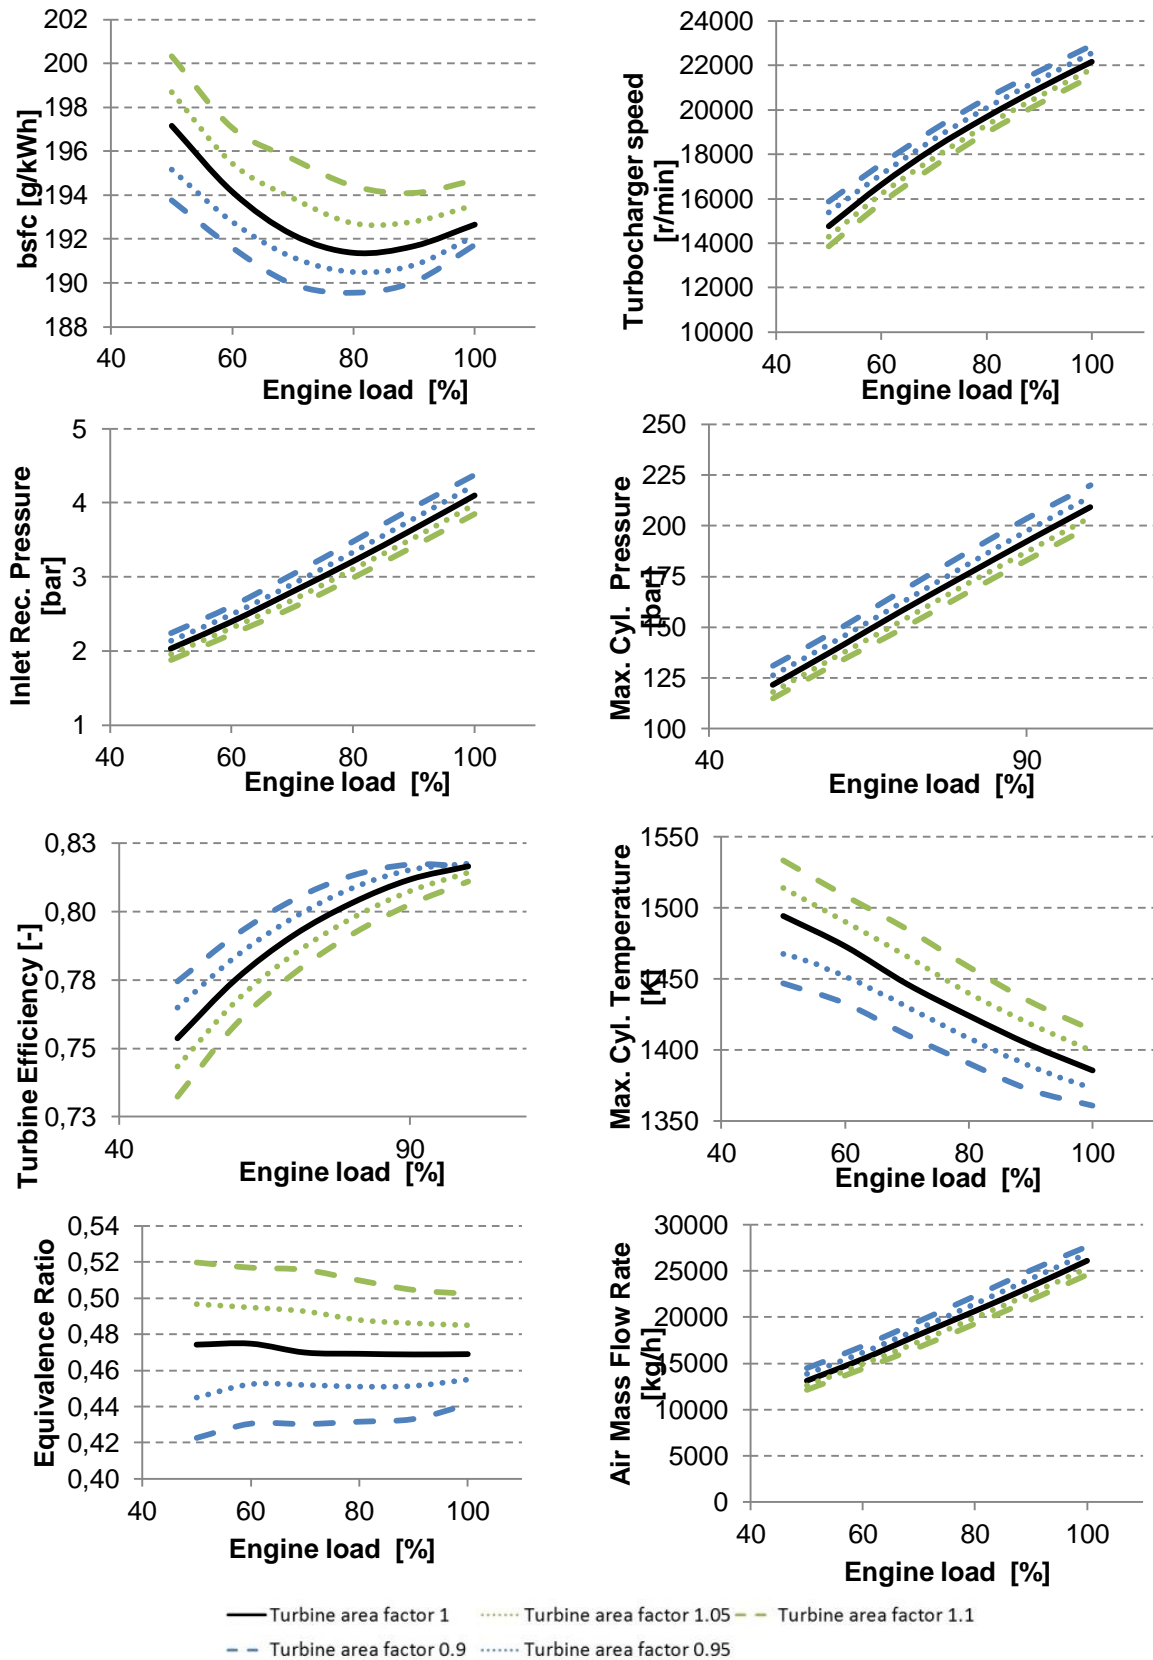 202
200
198
196
194
192
190
188
bsfc [g/kWh]
40 60 80 100
Engine load [%]
24000
22000
20000
18000
16000
14000
12000
10000
Turbocharger speed
[r/min]
40 60 80 100
Engine load [%]
5
4
3
2
1
Inlet Rec. Pressure
[bar]
40 60 80 100
Engine load [%]
250
225
200
175
150
125
100
Max. Cyl. Pressure
[bar]
40 90
Engine load [%]
0,83
0,80
0,78
0,75
0,73
Turbine Efficiency [-]
40 90
Engine load [%]
1550
1500
1450
1400
1350
Max. Cyl. Temperature
[K]
40 60 80 100
Engine load [%]
0,54
0,52
0,50
0,48
0,46
0,44
0,42
0,40
Equivalence Ratio
40 60 80 100
Engine load [%]
30000
25000
20000
15000
10000
5000
0
Air Mass Flow Rate
[kg/h]
40 60 80 100
Engine load [%]
Turbine area factor 1 Turbine area factor 1.05 Turbine area factor 1.1
Turbine area factor 0.9 Turbine area factor 0.95